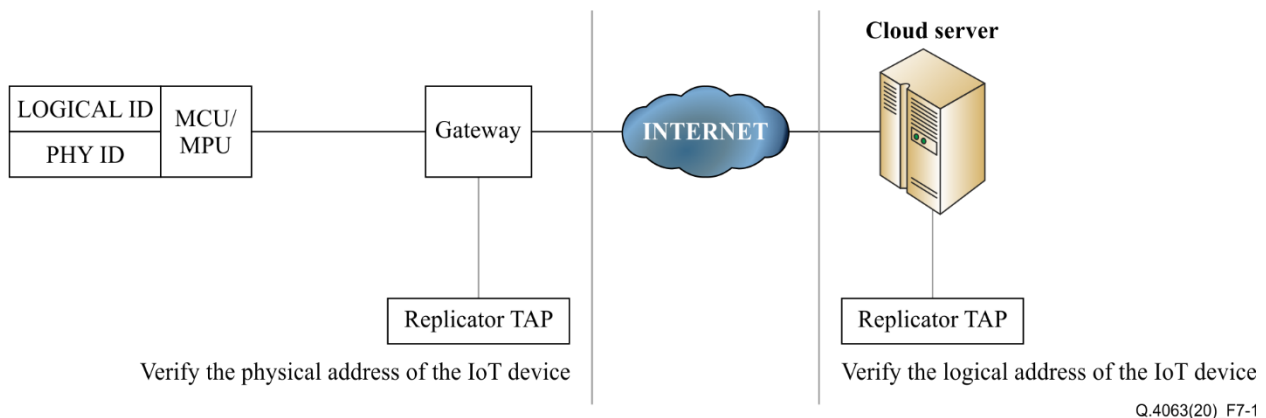 Cloud server
LOGICAL ID
PHY ID
MCU/
MPU
Gateway
INTERNET
Replicator TAP
Replicator TAP
Verify the physical address of the IoT device
Verify the logical address of the IoT device
Q.4063(20)_F7-1